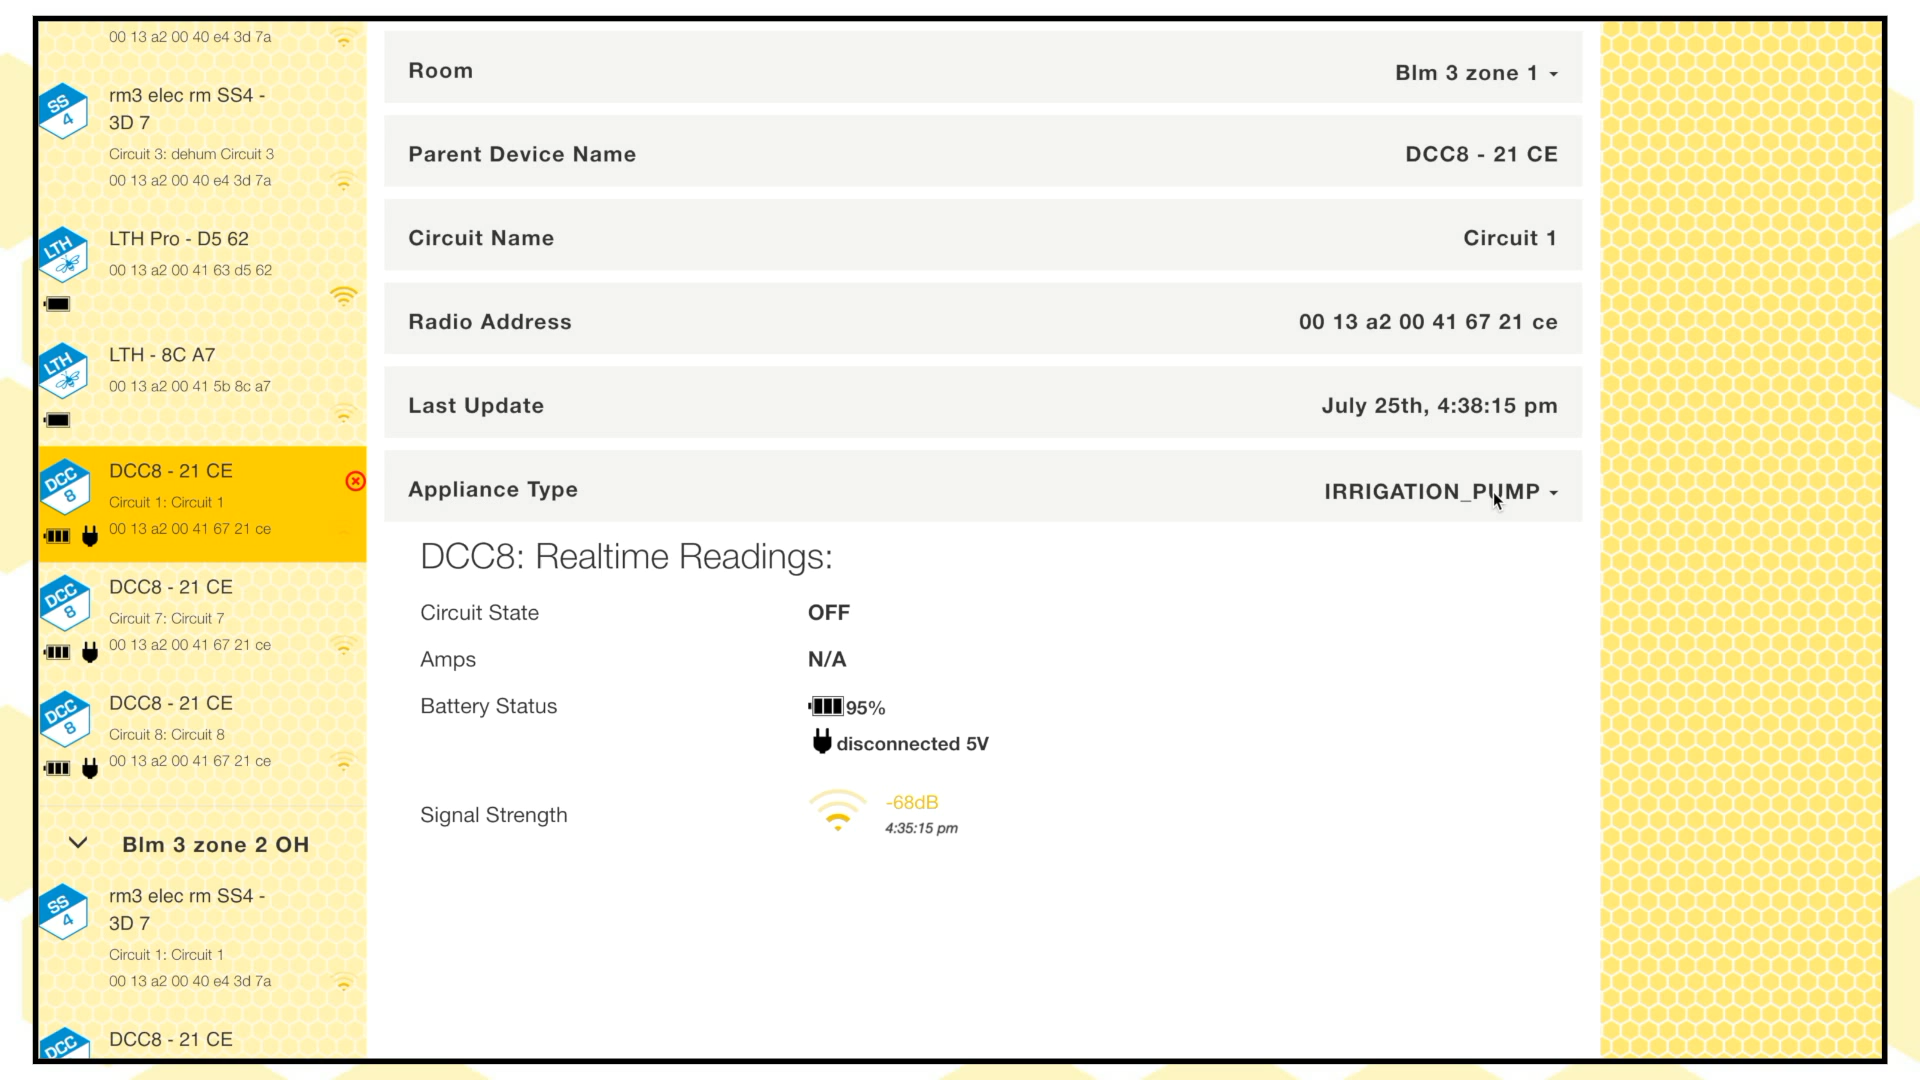 00 13 a2 00 40 e4 3d 7a
SS
4
rm3 elec rm SS4 -
3D 7
Circuit 3: dehum Circuit 3
00 13 a2 00 40 e4 3d 7a
LTH
LTH Pro - D5 62
00 13 a2 00 41 63 d5 62
LTH
LTH - 8C A7
00 13 a2 00 41 5b 8c a7
DCC
8
DCC8 - 21 CE
Circuit 1: Circuit 1
00 13 a2 00 41 67 21 ce
DCC
8
DCC8 - 21 CE
Circuit 7: Circuit 7
00 13 a2 00 41 67 21 ce
DCC
8
DCC8 - 21 CE
Circuit 8: Circuit 8
00 13 a2 00 41 67 21 ce
Blm 3 zone 2 OH
SS
4
rm3 elec rm SS4 -
3D 7
Circuit 1: Circuit 1
00 13 a2 00 40 e4 3d 7a
DCC
DCC8 - 21 CE
Room Blm 3 zone 1
Parent Device Name DCC8 - 21 CE
Circuit Name Circuit 1
Radio Address 00 13 a2 00 41 67 21 ce
Last Update July 25th, 4:38:15 pm
Appliance Type IRRIGATION_PUMP
DCC8: Realtime Readings:
Circuit State OFF
Amps N/A
Battery Status 95%
disconnected 5V
Signal Strength -68dB
4:35:15 pm